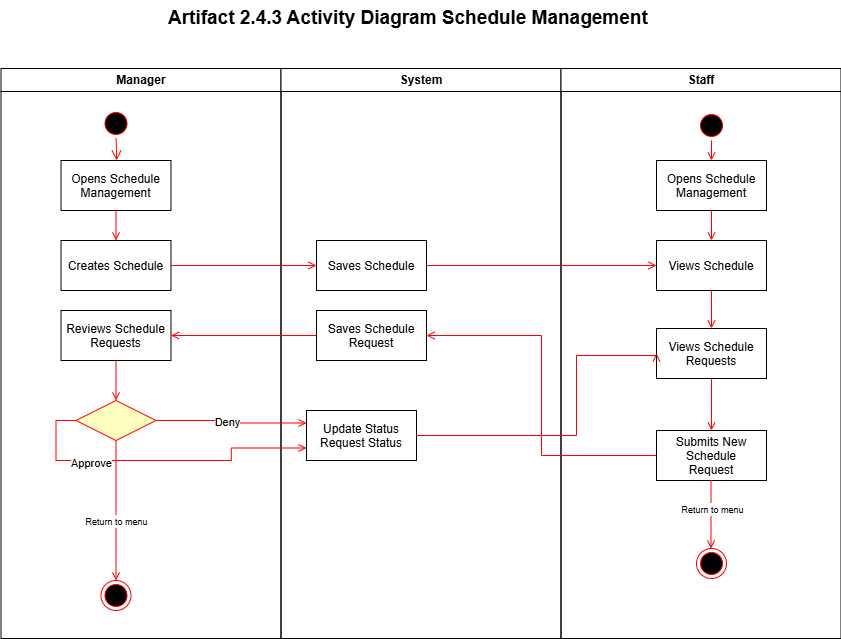 Artifact 2.4.3 Activity Diagram Schedule Management
Manager
System
Staff
Opens Schedule
Management
Opens Schedule
Management
Creates Schedule
Saves Schedule
Views Schedule
Reviews Schedule
Requests
Saves Schedule
Request
Views Schedule
Requests
Deny
Update Status
Request Status
Submits New
Schedule
Request
Approve
Return to menu
Return to menu